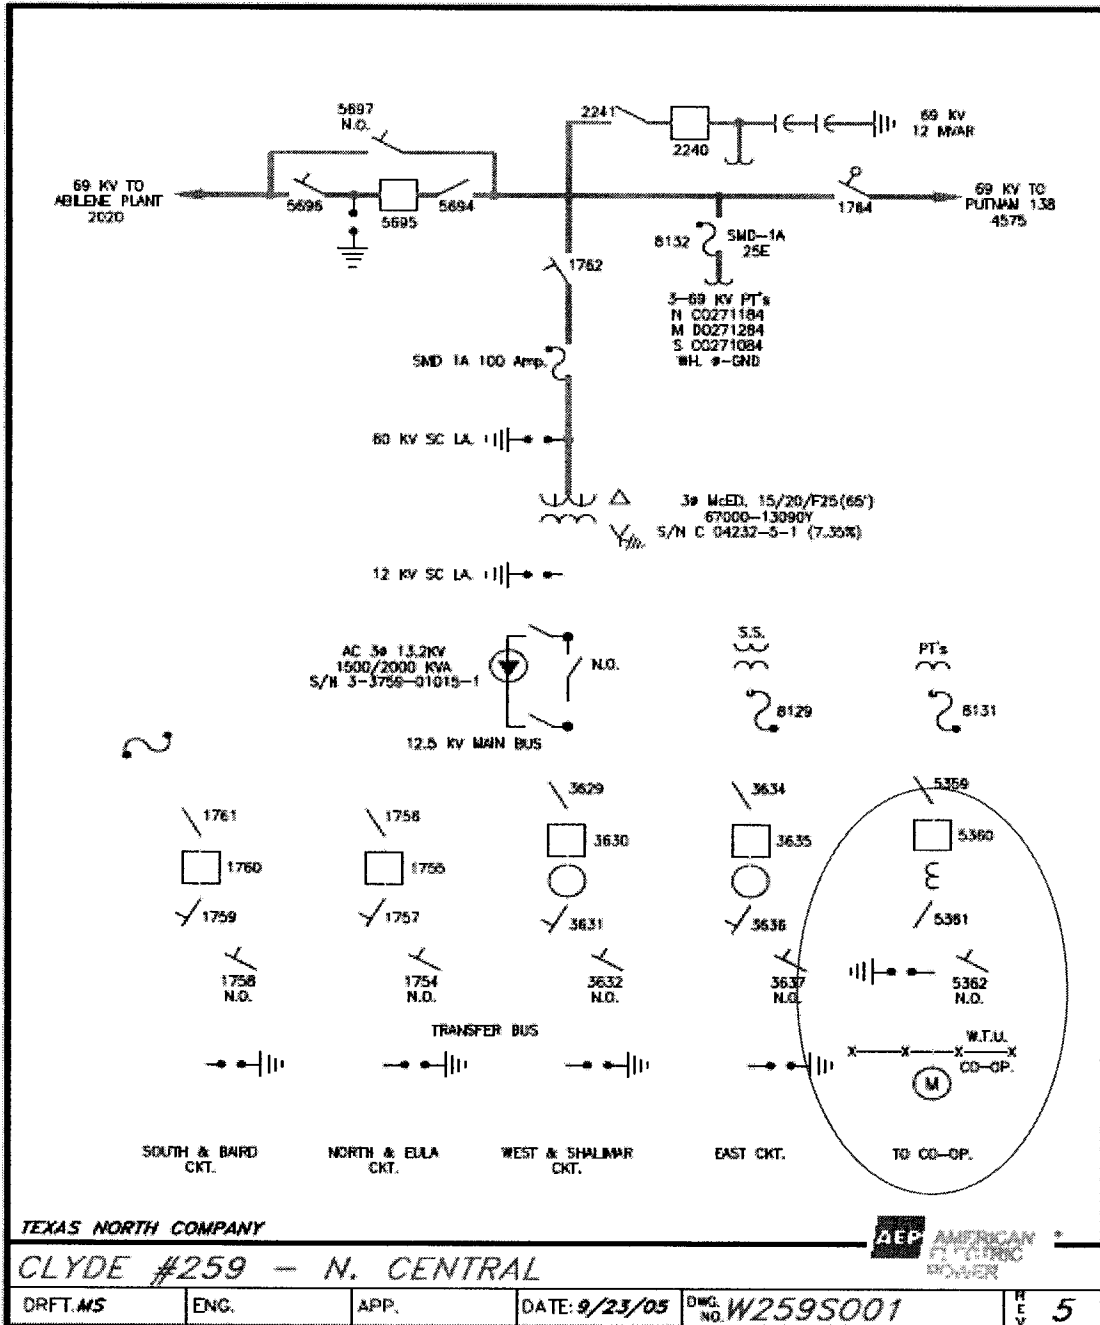 5697
N.O.
2241
2240
69 KV
12 MVAR
69 KV TO
ABILENE PLANT
2020
5696
5695
5694
1764
69 KV TO
PUTNAM 138
4575
8132
SMD-1A
25E
1762
3-69 KV PT's
N CO271184
M DO271284
S CO271084
WH. ø-GND
SMD 1A 100 Amp.
60 KV SC LA.
3ø McED. 15/20/F25(65°)
67000-13090Y
S/N C 04232-5-1 (7.35%)
12 KV SC LA.
AC 3ø 13.2KV
1500/2000 KVA
S/N 3-3756-01015-1
N.O.
S.S.
PT's
8129
8131
12.5 KV MAIN BUS
1761
1756
3629
3634
5359
1760
1755
3630
3635
5360
1759
1757
3631
3636
5361
1758
N.O.
1754
N.O.
3632
N.O.
3637
N.O.
5362
N.O.
TRANSFER BUS
W.T.U.
CO-OP.
M
SOUTH & BAIRD
CKT.
NORTH & EULA
CKT.
WEST & SHALIMAR
CKT.
EAST CKT.
TO CO-OP.
TEXAS NORTH COMPANY
AEP AMERICAN
ELECTRIC
POWER
CLYDE #259 - N. CENTRAL
DRFT. MS
ENG.
APP.
DATE: 9/23/05
DWG. NO. W259S001
REV 5